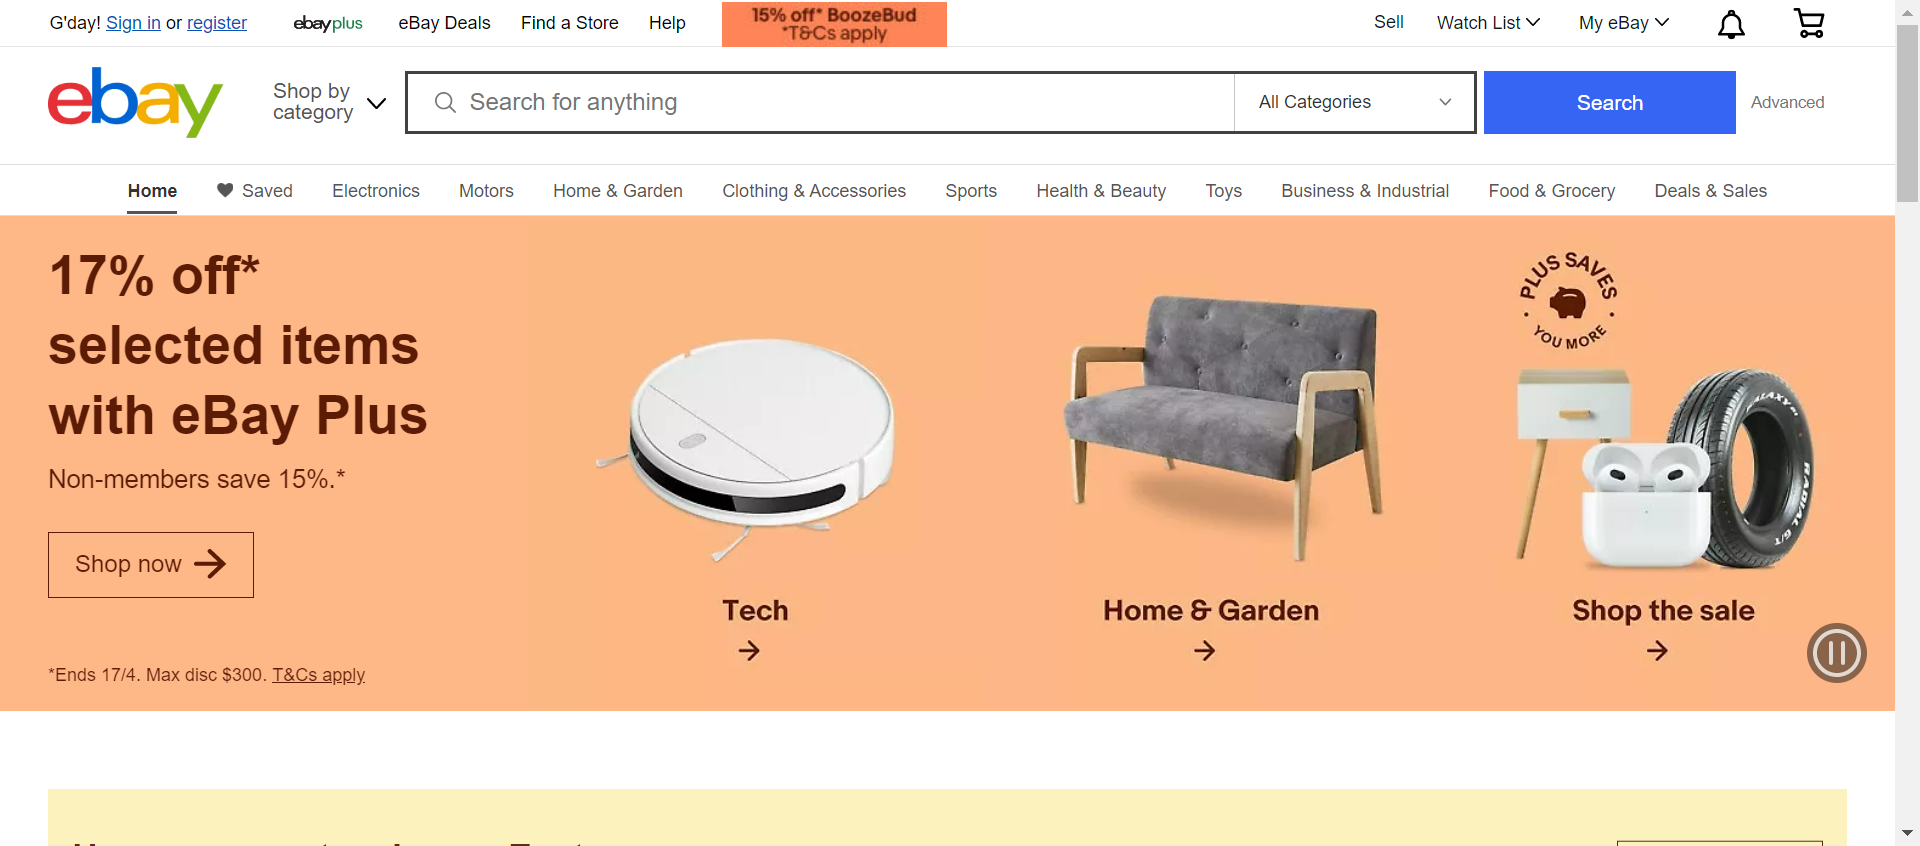 G'day! Sign in or register
ebayplus
eBay Deals
Find a Store
Help
15% off* BoozeBud
*T&Cs apply
Sell
Watch List
My eBay
ebay
Shop by
category
Search for anything
All Categories
Search
Advanced
Home
Saved
Electronics
Motors
Home & Garden
Clothing & Accessories
Sports
Health & Beauty
Toys
Business & Industrial
Food & Grocery
Deals & Sales
17% off*
selected items
with eBay Plus
Non-members save 15%.*
Shop now
*Ends 17/4. Max disc $300. T&Cs apply
Tech
Home & Garden
PLUS SAVES
YOU MORE
RADIAL G/T
Shop the sale